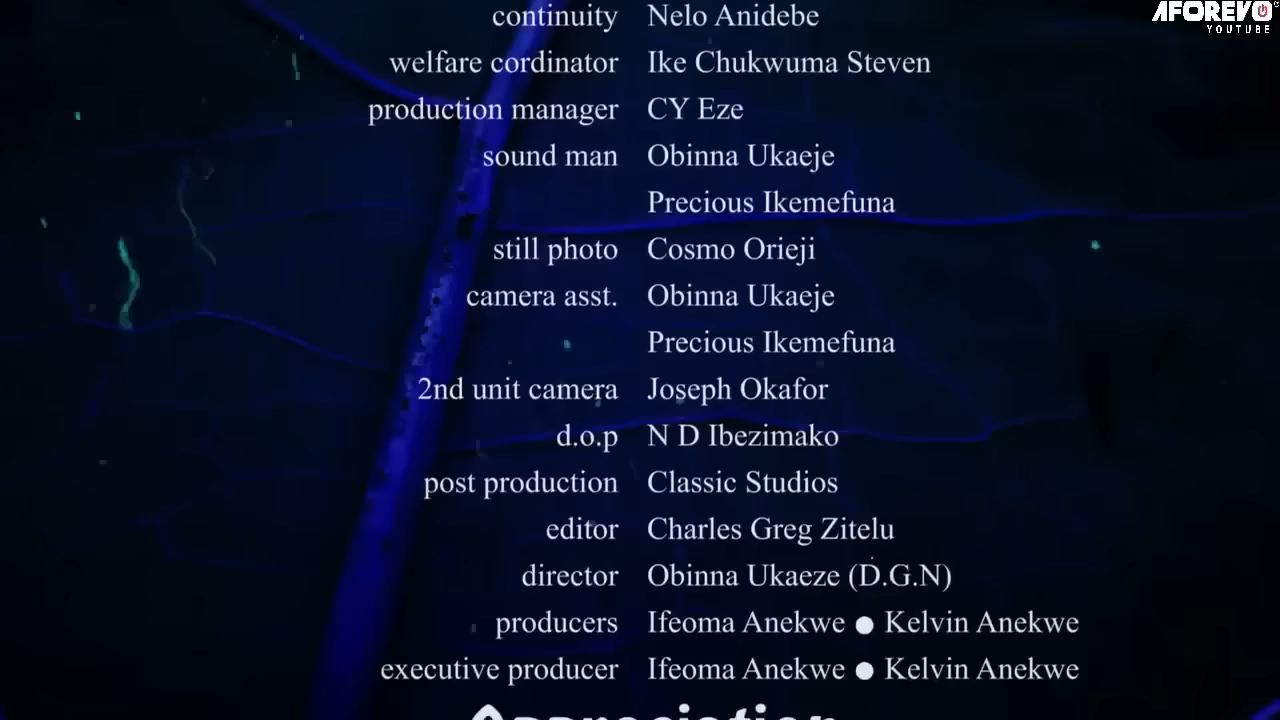 AFOREVO
YOUTUBE
continuity Nelo Anidebe
welfare cordinator Ike Chukwuma Steven
production manager CY Eze
sound man Obinna Ukaeje
Precious Ikemefuna
still photo Cosmo Orieji
camera asst. Obinna Ukaeje
Precious Ikemefuna
2nd unit camera Joseph Okafor
d.o.p N D Ibezimako
post production Classic Studios
editor Charles Greg Zitelu
director Obinna Ukaeze (D.G.N)
producers Ifeoma Anekwe ● Kelvin Anekwe
executive producer Ifeoma Anekwe ● Kelvin Anekwe
Appreciation